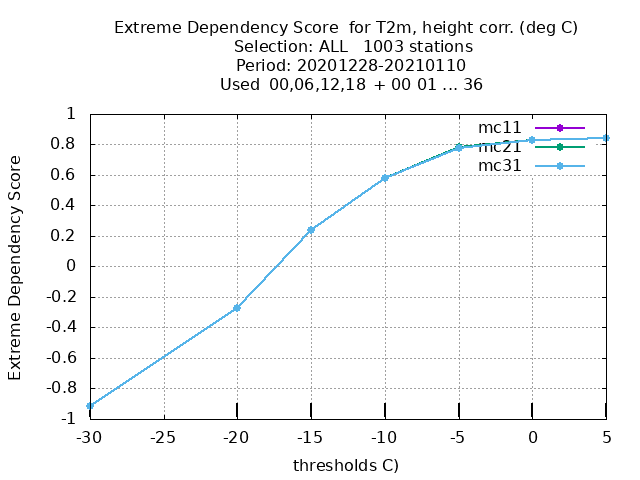 Extreme Dependency Score for T2m, height corr. (deg C)
Selection: ALL 1003 stations
Period: 20201228-20210110
Used 00,06,12,18 + 00 01 ... 36
Extreme Dependency Score
1
0.8
0.6
0.4
0.2
0
-0.2
-0.4
-0.6
-0.8
-1
mc11
mc21
mc31
-30 -25 -20 -15 -10 -5 0 5
thresholds C)